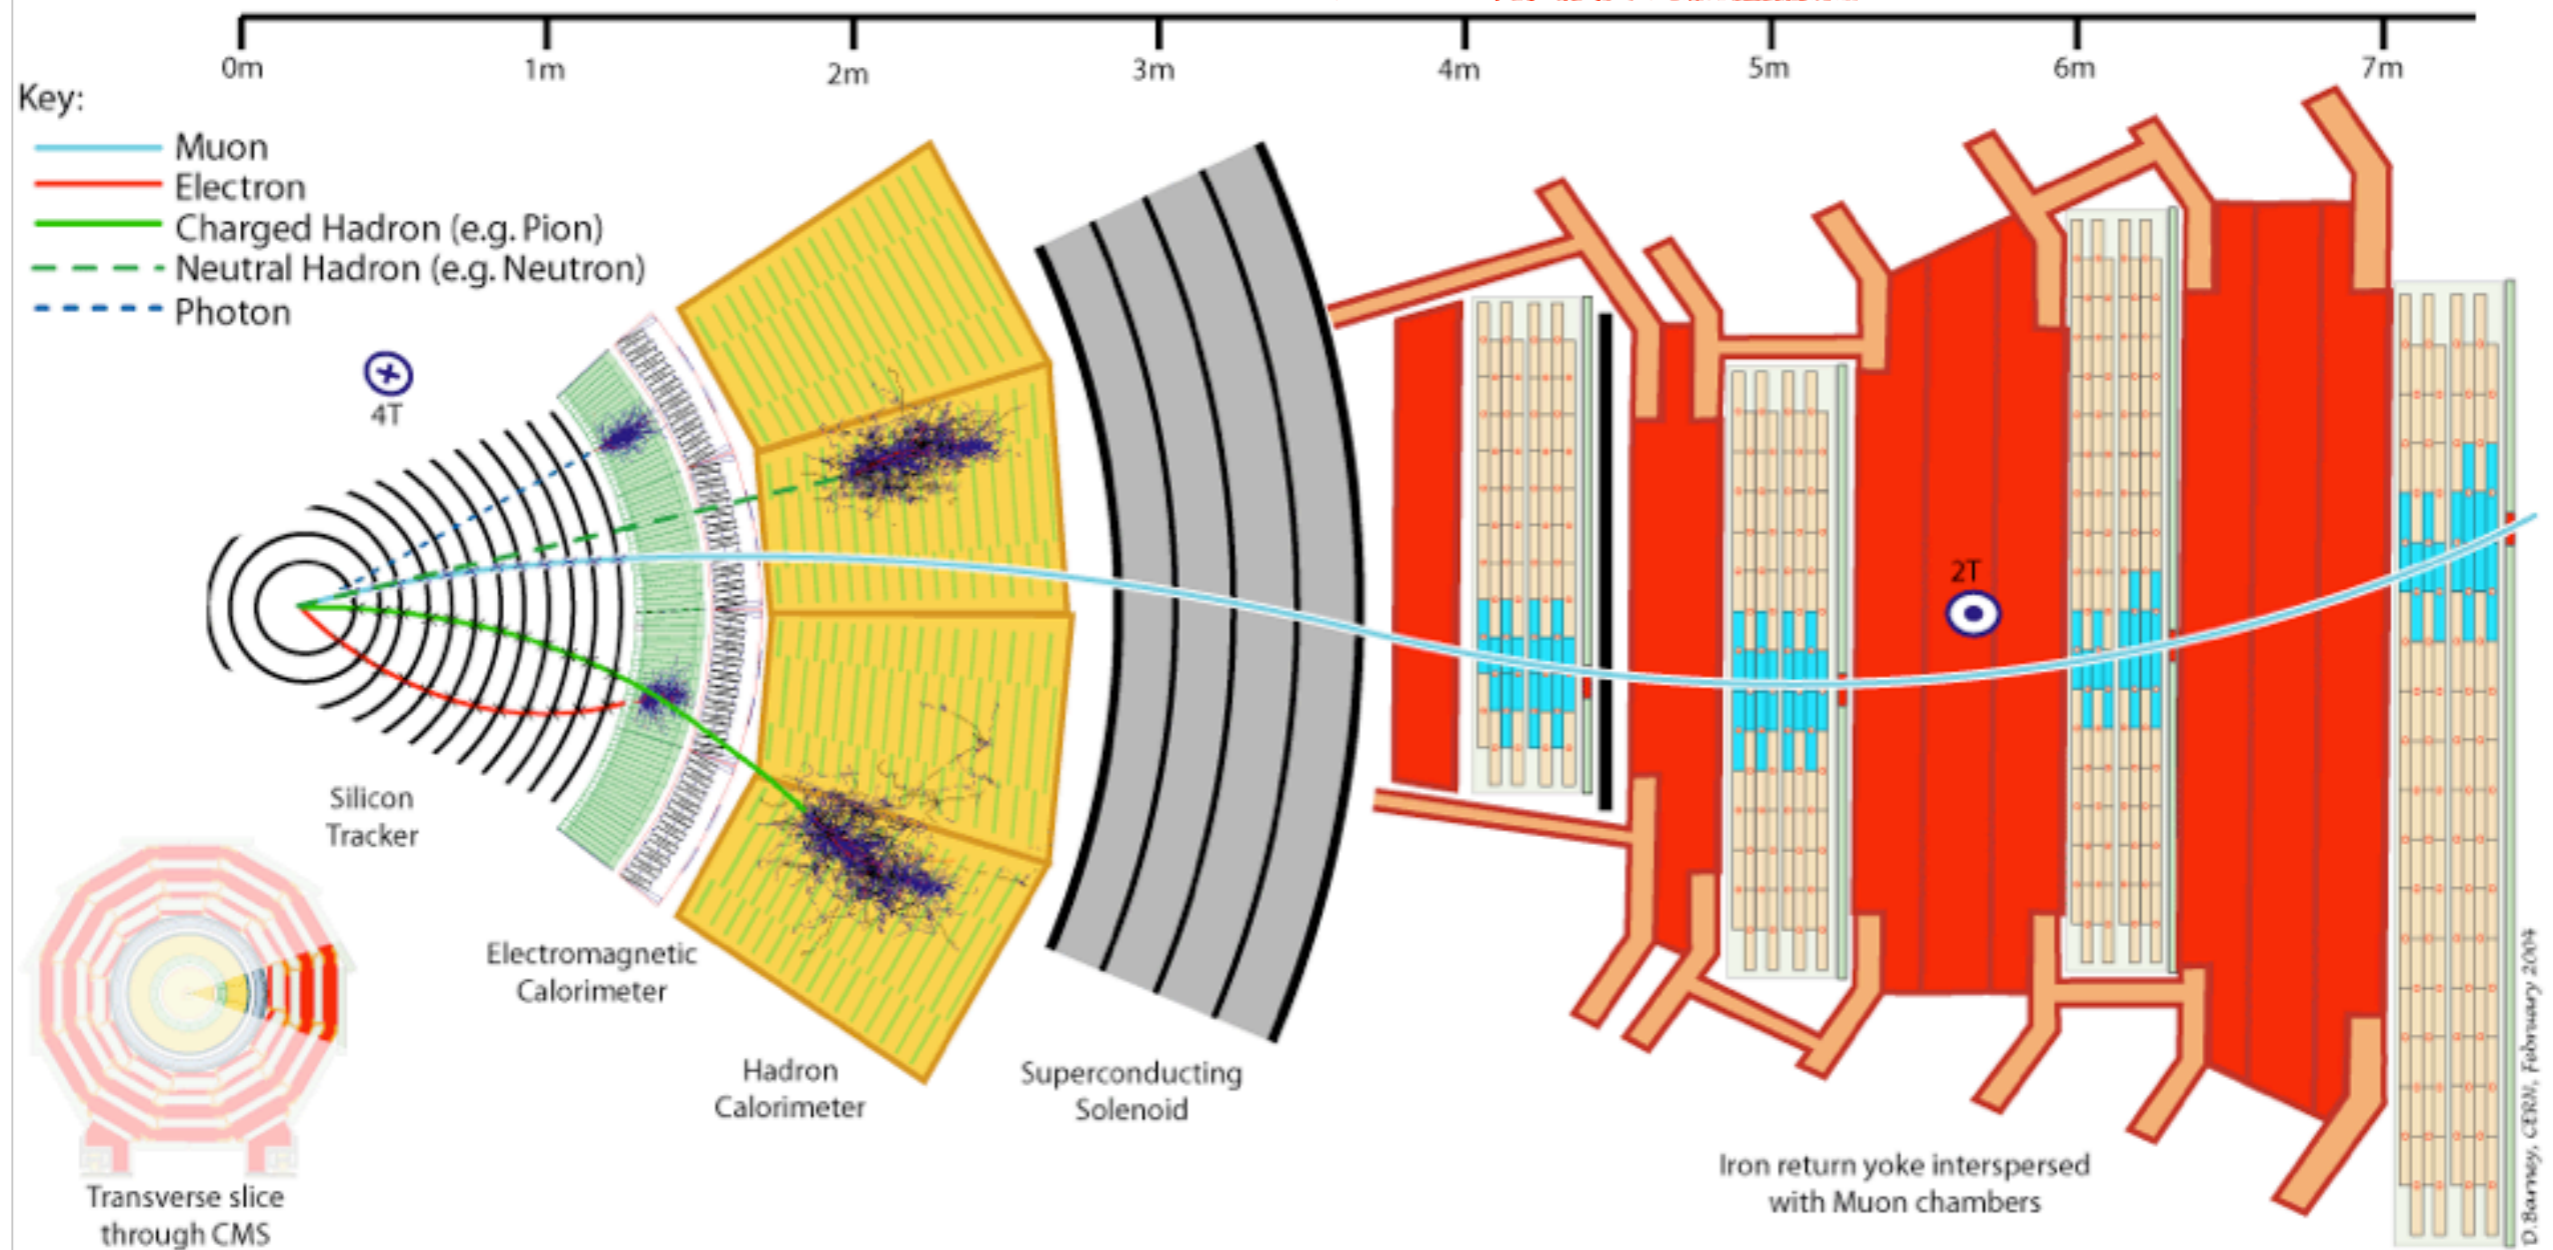 0m 1m 2m 3m 4m 5m 6m 7m
Key:
Muon
Electron
Charged Hadron (e.g. Pion)
Neutral Hadron (e.g. Neutron)
Photon
4T
2T
Silicon
Tracker
Electromagnetic
Calorimeter
Hadron
Calorimeter
Superconducting
Solenoid
Iron return yoke interspersed
with Muon chambers
Transverse slice
through CMS
D.Barney, CERN, February 2004